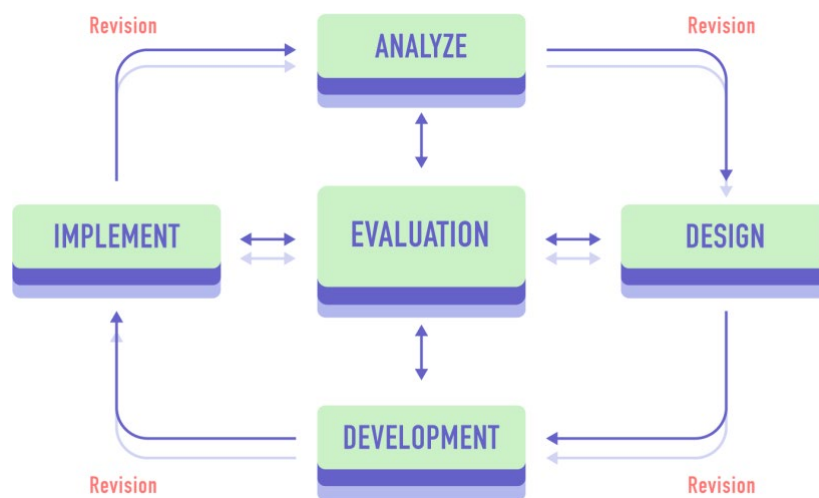 Revision
Revision
ANALYZE
IMPLEMENT
EVALUATION
DESIGN
DEVELOPMENT
Revision
Revision